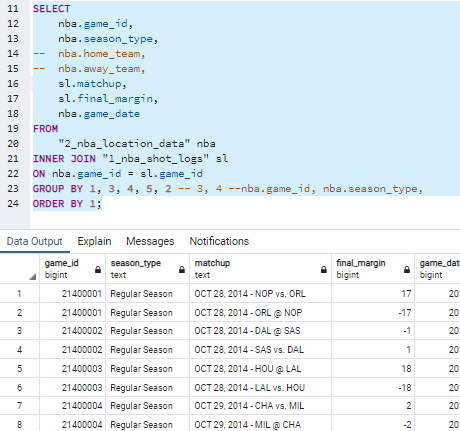 11 SELECT
12 nba.game_id,
13 nba.season_type,
14 -- nba.home_team,
15 -- nba.away_team,
16 sl.matchup,
17 sl.final_margin,
18 nba.game_date
19 FROM
20 "2_nba_location_data" nba
21 INNER JOIN "1_nba_shot_logs" sl
22 ON nba.game_id = sl.game_id
23 GROUP BY 1, 3, 4, 5, 2 -- 3, 4 --nba.game_id, nba.season_type,
24 ORDER BY 1;
Data Output Explain Messages Notifications
game_id season_type matchup final_margin game_dat
bigint text text bigint text
1 21400001 Regular Season OCT 28, 2014 - NOP vs. ORL 17 20
2 21400001 Regular Season OCT 28, 2014 - ORL @ NOP -17 20
3 21400002 Regular Season OCT 28, 2014 - DAL @ SAS -1 20
4 21400002 Regular Season OCT 28, 2014 - SAS vs. DAL 1 20
5 21400003 Regular Season OCT 28, 2014 - HOU @ LAL 18 20
6 21400003 Regular Season OCT 28, 2014 - LAL vs. HOU -18 20
7 21400004 Regular Season OCT 29, 2014 - CHA vs. MIL 2 20
8 21400004 Regular Season OCT 29, 2014 - MIL @ CHA -2 20